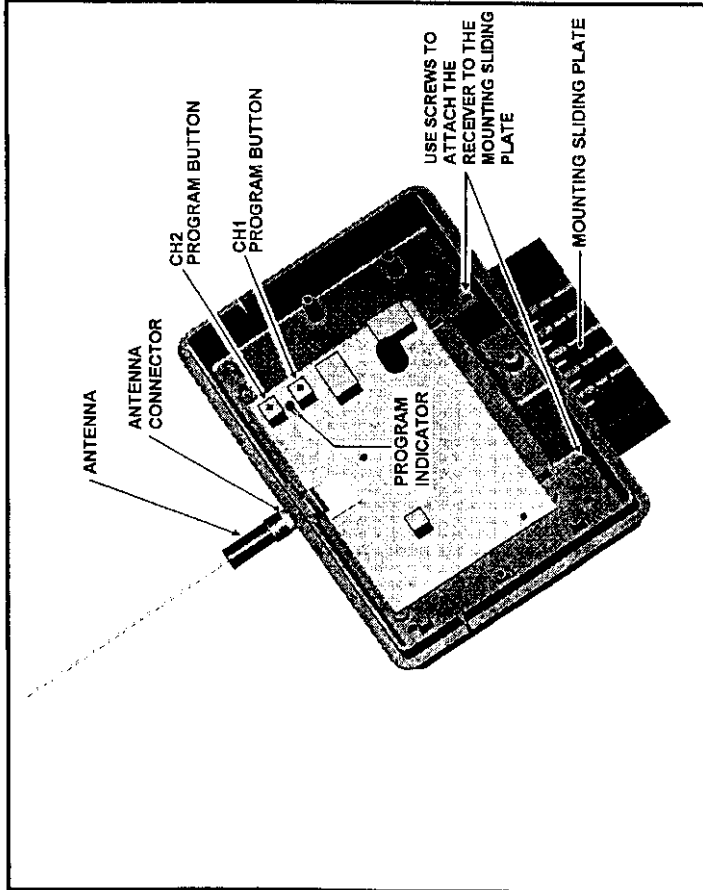 ANTENNA
ANTENNA
CONNECTOR
CH2
PROGRAM BUTTON
CH1
PROGRAM BUTTON
PROGRAM
INDICATOR
USE SCREWS TO
ATTACH THE
RECEIVER TO THE
MOUNTING SLIDING
PLATE
MOUNTING SLIDING PLATE